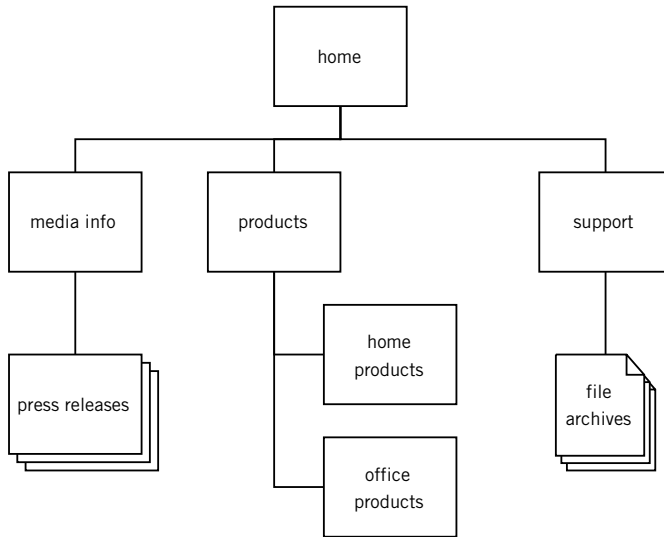 home
media info
products
support
home
products
press releases
file
archives
office
products